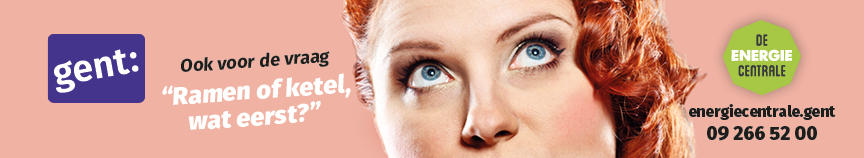 gent:
Ook voor de vraag
“Ramen of ketel,
wat eerst?”
DE
ENERGIE
CENTRALE
energiecentrale.gent
09 266 52 00